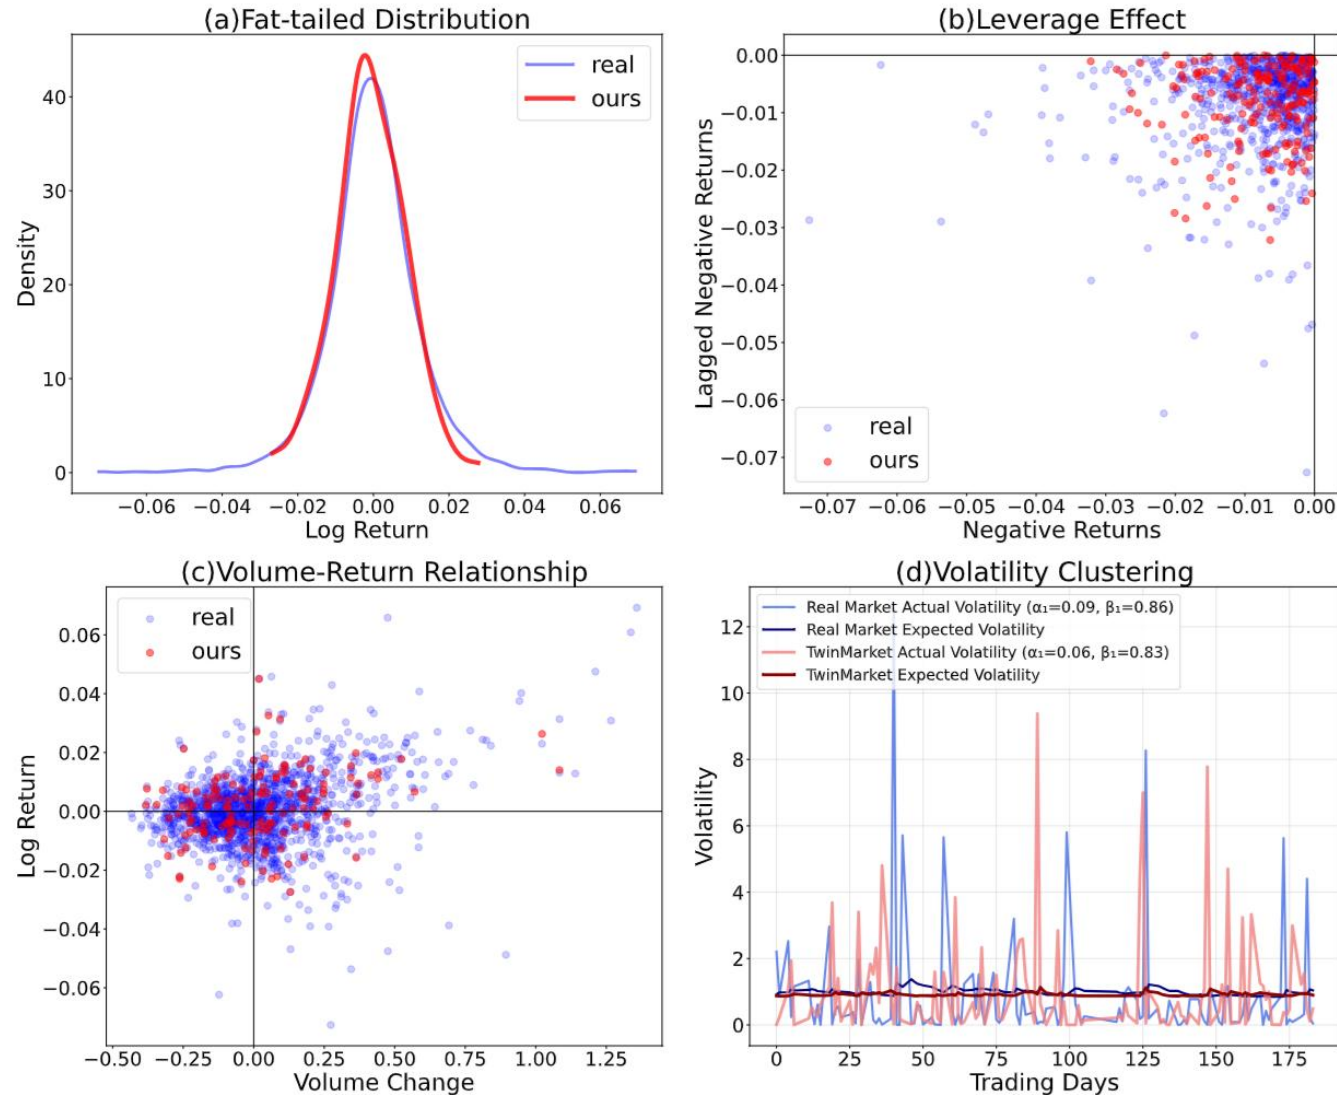 (a)Fat-tailed Distribution
real
ours
40
30
20
10
0
Density
−0.06 −0.04 −0.02 0.00 0.02 0.04 0.06
Log Return
(b)Leverage Effect
0.00
−0.01
−0.02
−0.03
−0.04
−0.05
−0.06
−0.07
Lagged Negative Returns
real
ours
−0.07 −0.06 −0.05 −0.04 −0.03 −0.02 −0.01 0.00
Negative Returns
(c)Volume-Return Relationship
real
ours
0.06
0.04
0.02
0.00
−0.02
−0.04
−0.06
Log Return
−0.50 −0.25 0.00 0.25 0.50 0.75 1.00 1.25
Volume Change
(d)Volatility Clustering
Real Market Actual Volatility (α₁=0.09, β₁=0.86)
Real Market Expected Volatility
TwinMarket Actual Volatility (α₁=0.06, β₁=0.83)
TwinMarket Expected Volatility
12
10
8
6
4
2
0
Volatility
0 25 50 75 100 125 150 175
Trading Days